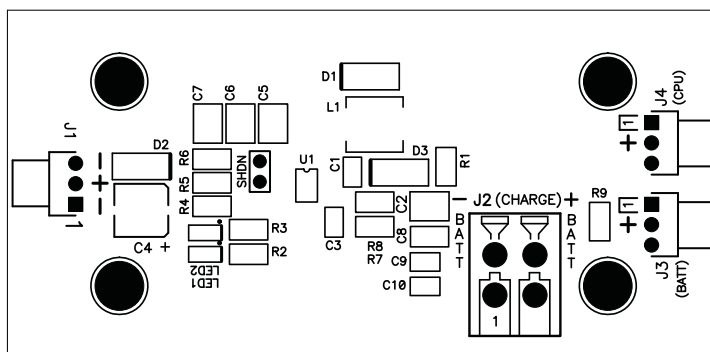 D1
L1
C7
C6
C5
J4
(CPU)
1
+
J1
1
− + −
D2
C4 +
R6
R5
R4
SHDN
U1
C1
D3
R1
R3
R2
LED2
LED1
C3
R8
R7
C2
C8
C9
C10
− J2 (CHARGE) +
BATT
BATT
1
R9
1
+
J3
(BATT)